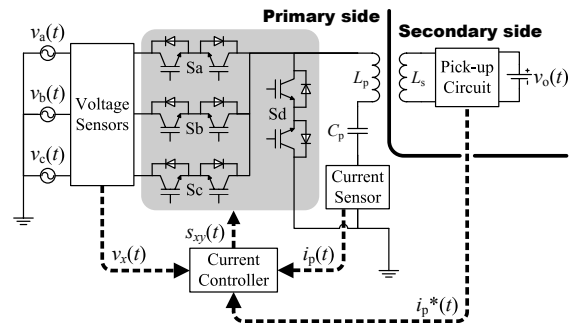 Primary side
Secondary side
va(t)
vb(t)
vc(t)
Voltage
Sensors
Sa
Sb
Sc
Sd
Lp
Ls
Cp
Pick-up
Circuit
vo(t)
+
Current
Sensor
sxy(t)
vx(t)
ip(t)
Current
Controller
ip*(t)